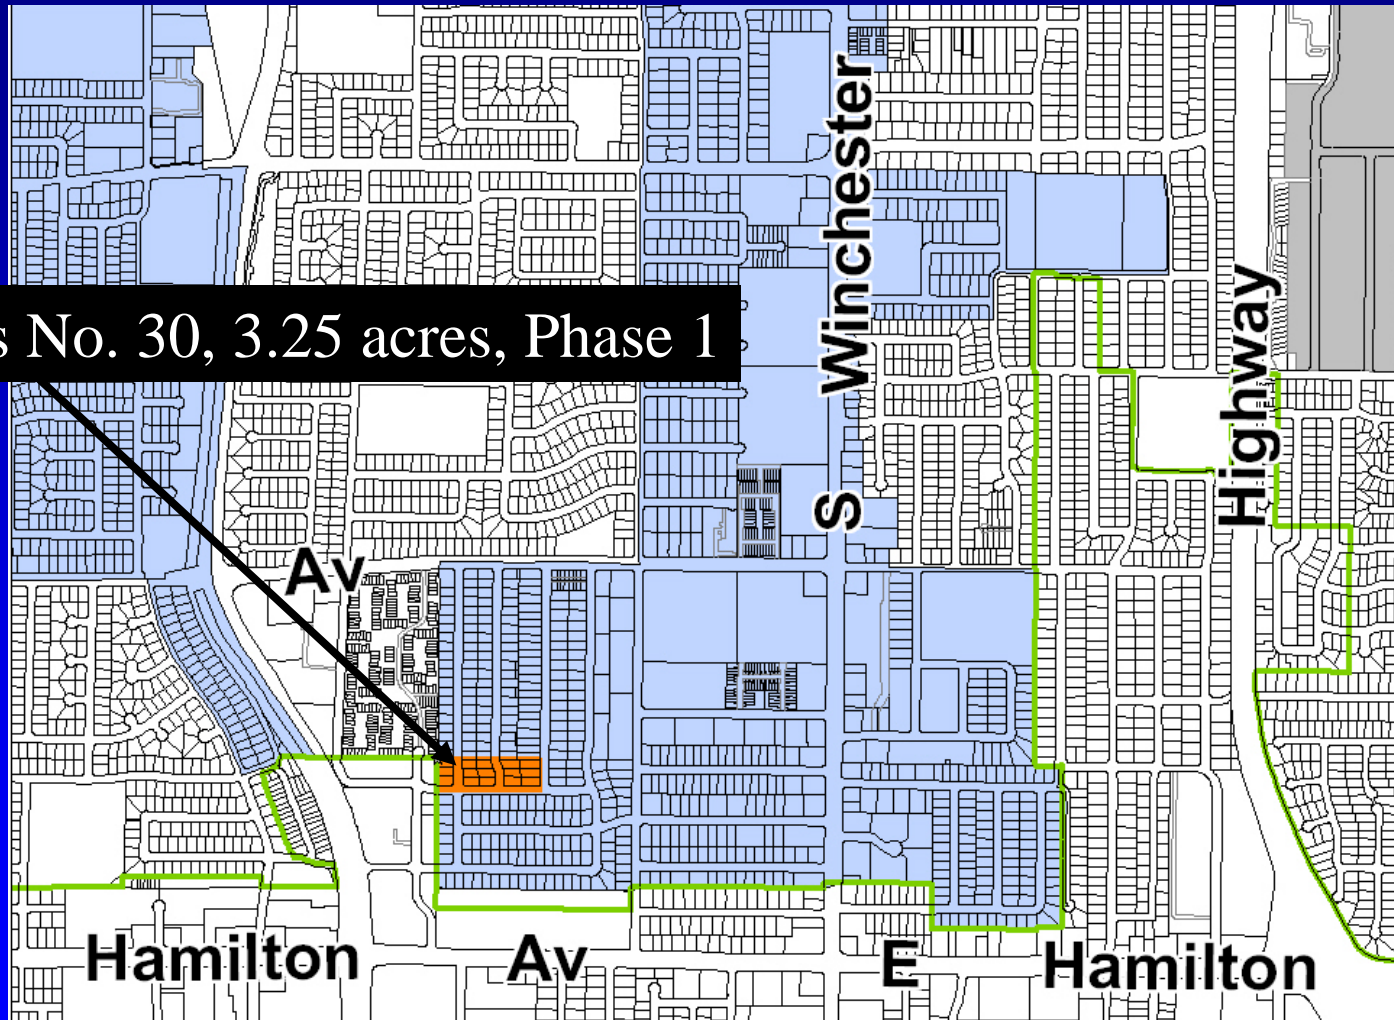 Winchester
s No. 30, 3.25 acres, Phase 1
Highway
S
Av
Hamilton
Av
E
Hamilton